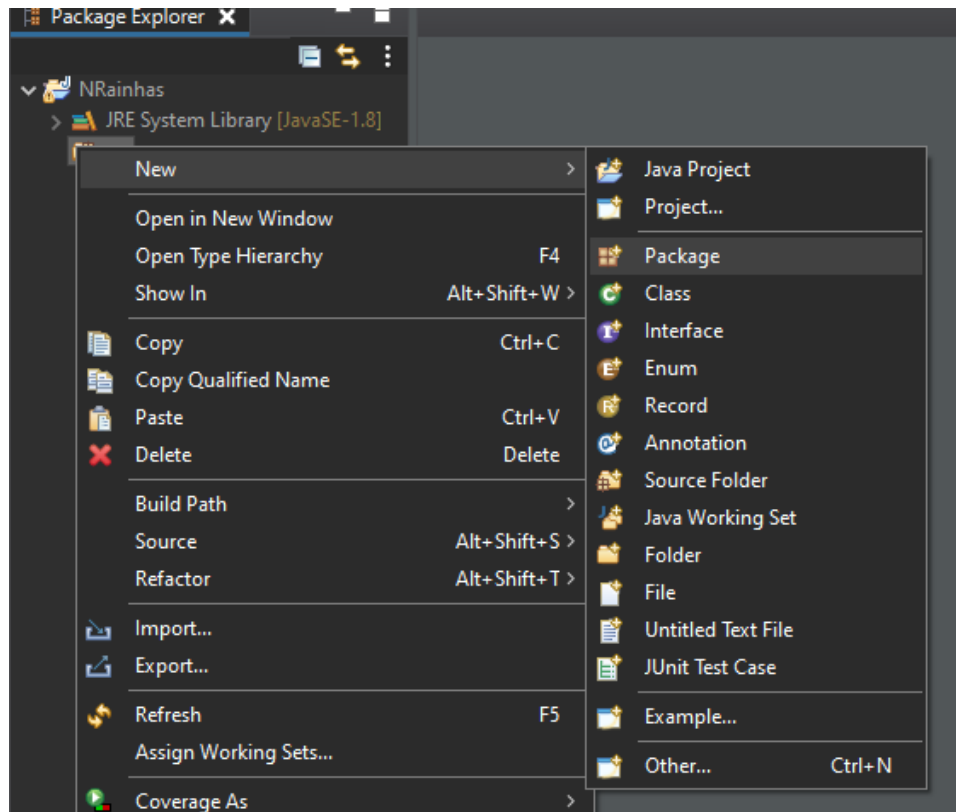 Package Explorer
NRainhas
JRE System Library [JavaSE-1.8]
New
Open in New Window
Open Type Hierarchy F4
Show In Alt+Shift+W >
Copy Ctrl+C
Copy Qualified Name
Paste Ctrl+V
Delete Delete
Build Path
Source Alt+Shift+S >
Refactor Alt+Shift+T >
Import...
Export...
Refresh F5
Assign Working Sets...
Coverage As
Java Project
Project...
Package
Class
Interface
Enum
Record
Annotation
Source Folder
Java Working Set
Folder
File
Untitled Text File
JUnit Test Case
Example...
Other... Ctrl+N